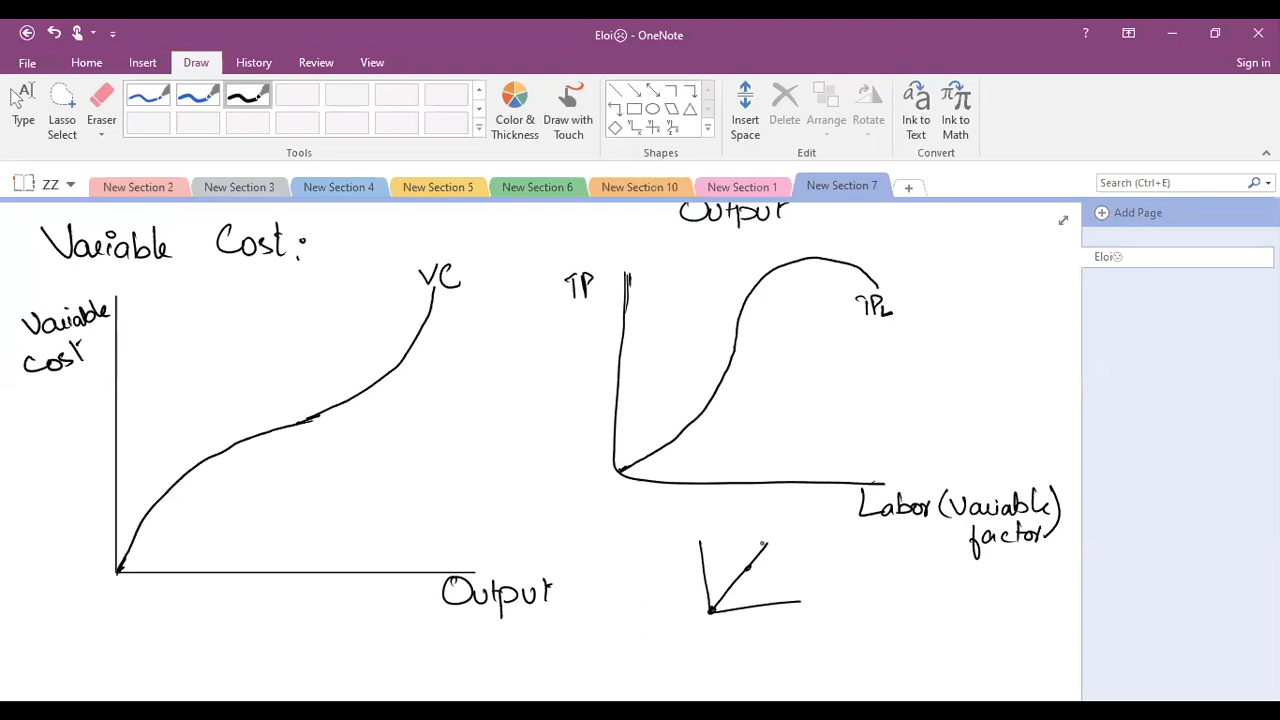 Eloi☹ - OneNote
?
File Home Insert Draw History Review View Sign in
Type
Lasso Select
Eraser
Color & Thickness
Draw with Touch
Insert Space
Delete
Arrange
Rotate
Ink to Text
Ink to Math
Tools Shapes Edit Convert
ZZ New Section 2 New Section 3 New Section 4 New Section 5 New Section 6 New Section 10 New Section 1 New Section 7 Search (Ctrl+E)
Add Page
Eloi☹
Output
Variable Cost:
VC
Variable
cost
Output
TP
TPL
Labor (Variable
factor)